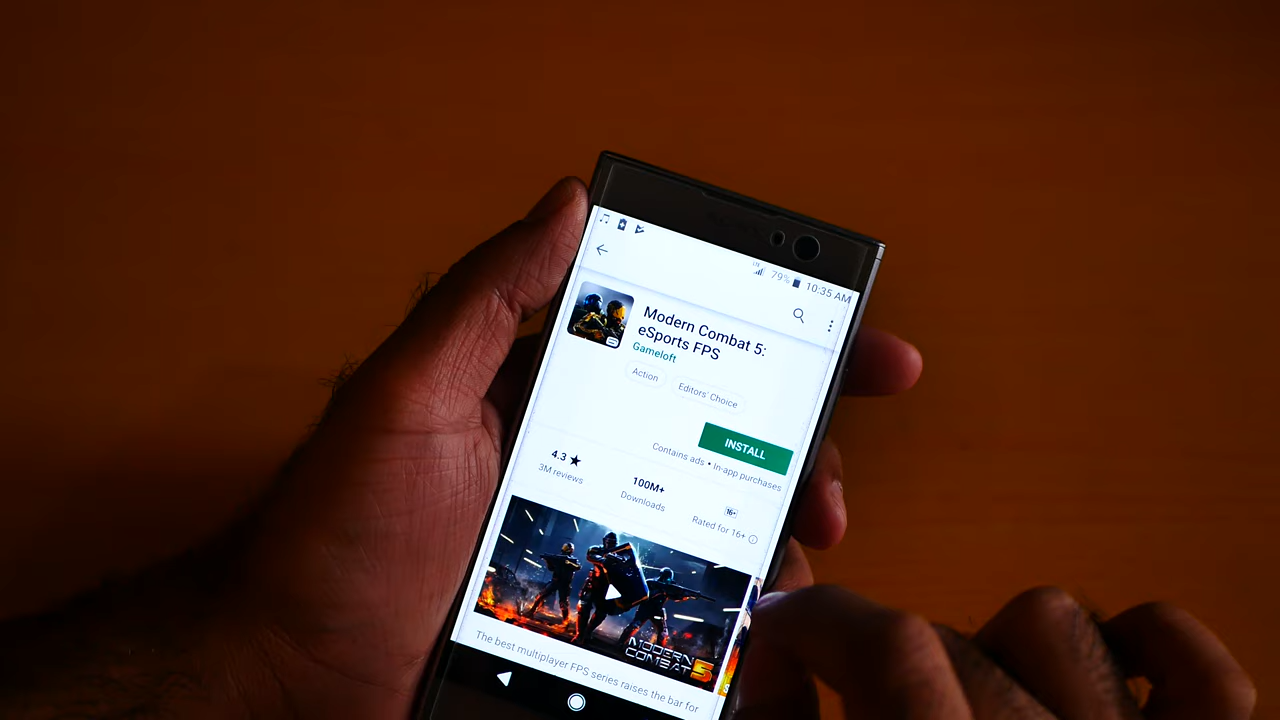 LTE
79%
10:35 AM
Modern Combat 5:
eSports FPS
Gameloft
Action
Editors' Choice
INSTALL
Contains ads • In-app purchases
4.3 ★
3M reviews
100M+
Downloads
16+
Rated for 16+
MODERN
COMBAT 5
The best multiplayer FPS series raises the bar for